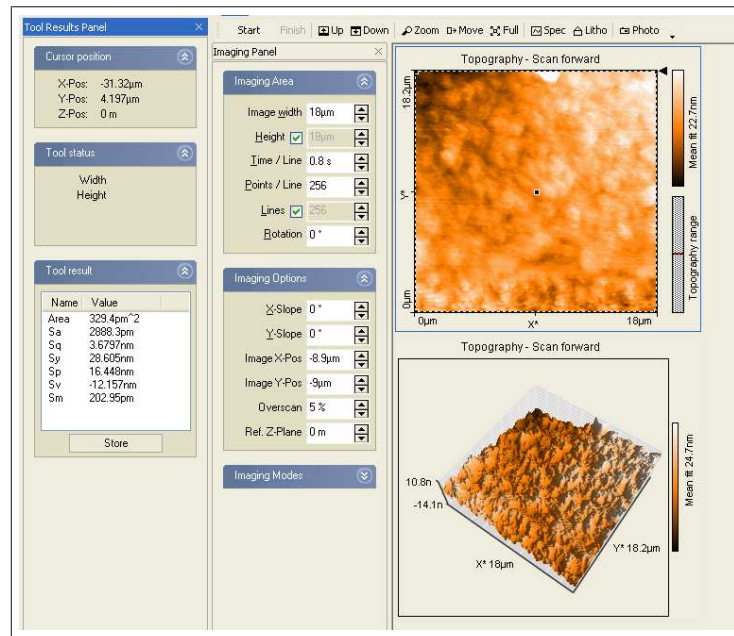 Tool Results Panel
Cursor position
X-Pos: -31.32µm
Y-Pos: 4.197µm
Z-Pos: 0 m
Tool status
Width
Height
Tool result
Name Value
Area 329.4pm^2
Sa 2888.3pm
Sq 3.6797nm
Sy 28.605nm
Sp 16.448nm
Sv -12.157nm
Sm 202.95pm
Store
Start Finish Up Down Zoom Move Full Spec Litho Photo
Imaging Panel
Imaging Area
Image width 18µm
Height 18µm
Time / Line 0.8 s
Points / Line 256
Lines 256
Rotation 0 °
Imaging Options
X-Slope 0 °
Y-Slope 0 °
Image X-Pos -8.9µm
Image Y-Pos -9µm
Overscan 5 %
Ref. Z-Plane 0 m
Imaging Modes
Topography - Scan forward
18.2µm
Y*
0µm
0µm
X*
18µm
Mean fit 22.7nm
Topography range
Topography - Scan forward
10.8n
-14.1n
X* 18µm
Y* 18.2µm
Mean fit 24.7nm